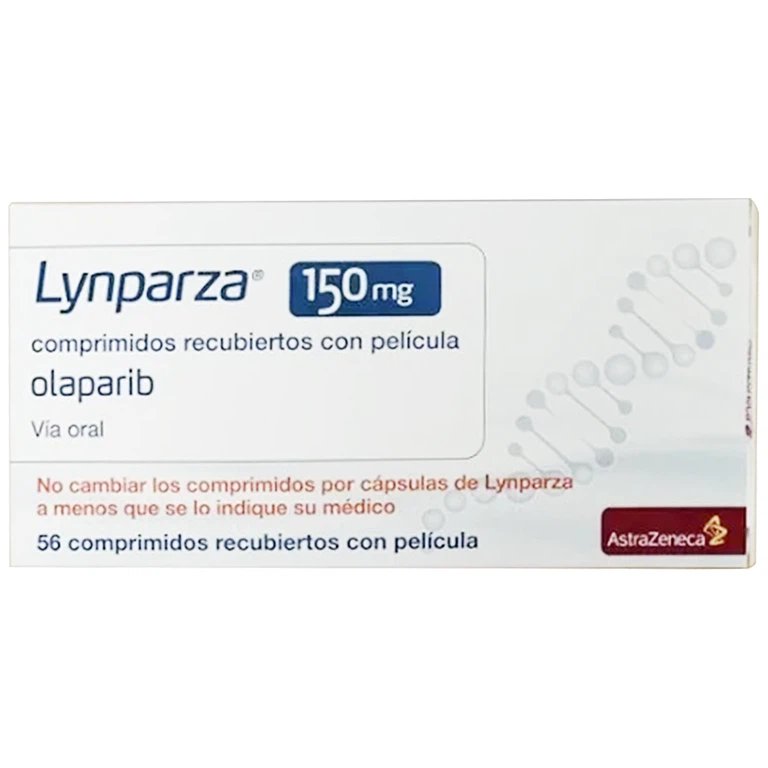 Lynparza® 150 mg
comprimidos recubiertos con película
olaparib
Vía oral
No cambiar los comprimidos por cápsulas de Lynparza
a menos que se lo indique su médico
56 comprimidos recubiertos con película
AstraZeneca